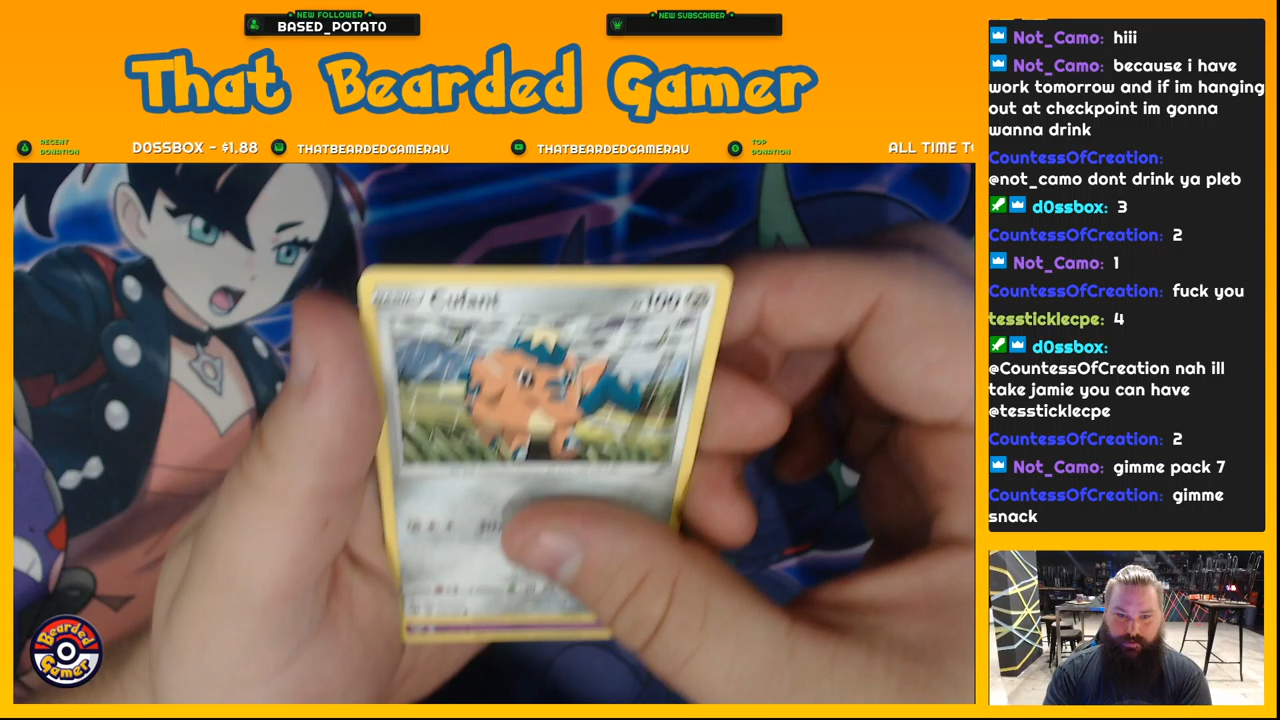 NEW FOLLOWER
BASED_POTATO
NEW SUBSCRIBER
That Bearded Gamer
RECENT
DONATION
D0SSBOX - $1.88
THATBEARDEDGAMERAU
THATBEARDEDGAMERAU
TOP
DONATION
ALL TIME
Cufant
100
Bearded
Gamer
Not_Camo: hiii
Not_Camo: because i have
work tomorrow and if im hanging
out at checkpoint im gonna
wanna drink
CountessOfCreation:
@not_camo dont drink ya pleb
d0ssbox: 3
CountessOfCreation: 2
Not_Camo: 1
CountessOfCreation: fuck you
tessticklecpe: 4
d0ssbox:
@CountessOfCreation nah ill
take jamie you can have
@tessticklecpe
CountessOfCreation: 2
Not_Camo: gimme pack 7
CountessOfCreation: gimme
snack